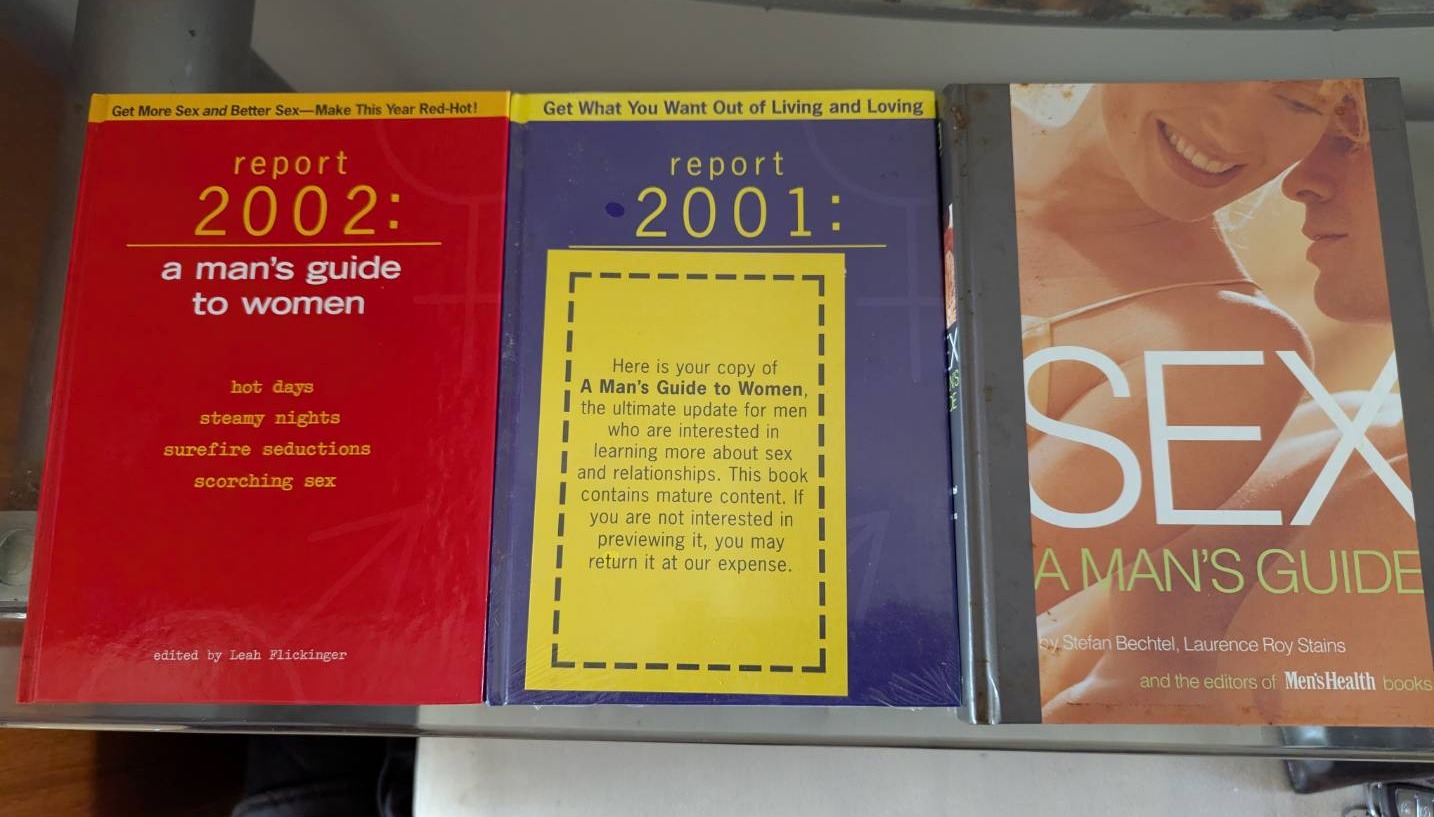 Get More Sex and Better Sex—Make This Year Red-Hot!
report
2002:
a man's guide
to women
hot days
steamy nights
surefire seductions
scorching sex
edited by Leah Flickinger
Get What You Want Out of Living and Loving
report
2001:
Here is your copy of
A Man's Guide to Women,
the ultimate update for men
who are interested in
learning more about sex
and relationships. This book
contains mature content. If
you are not interested in
previewing it, you may
return it at our expense.
SEX
A MAN'S GUIDE
by Stefan Bechtel, Laurence Roy Stains
and the editors of Men'sHealth books